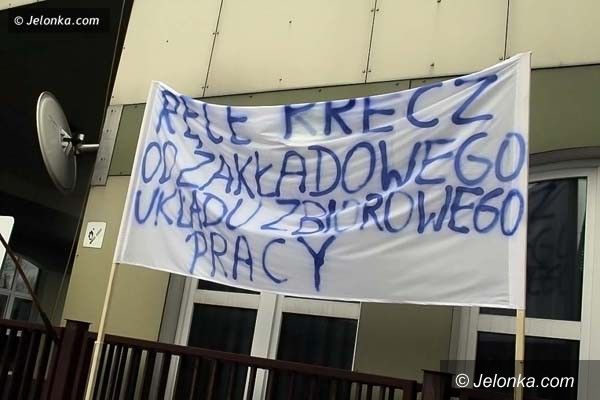 © Jelonka.com
RĘCE PRECZ
OD ZAKŁADOWEGO
UKŁADU ZBIOROWEGO
PRACY
© Jelonka.com